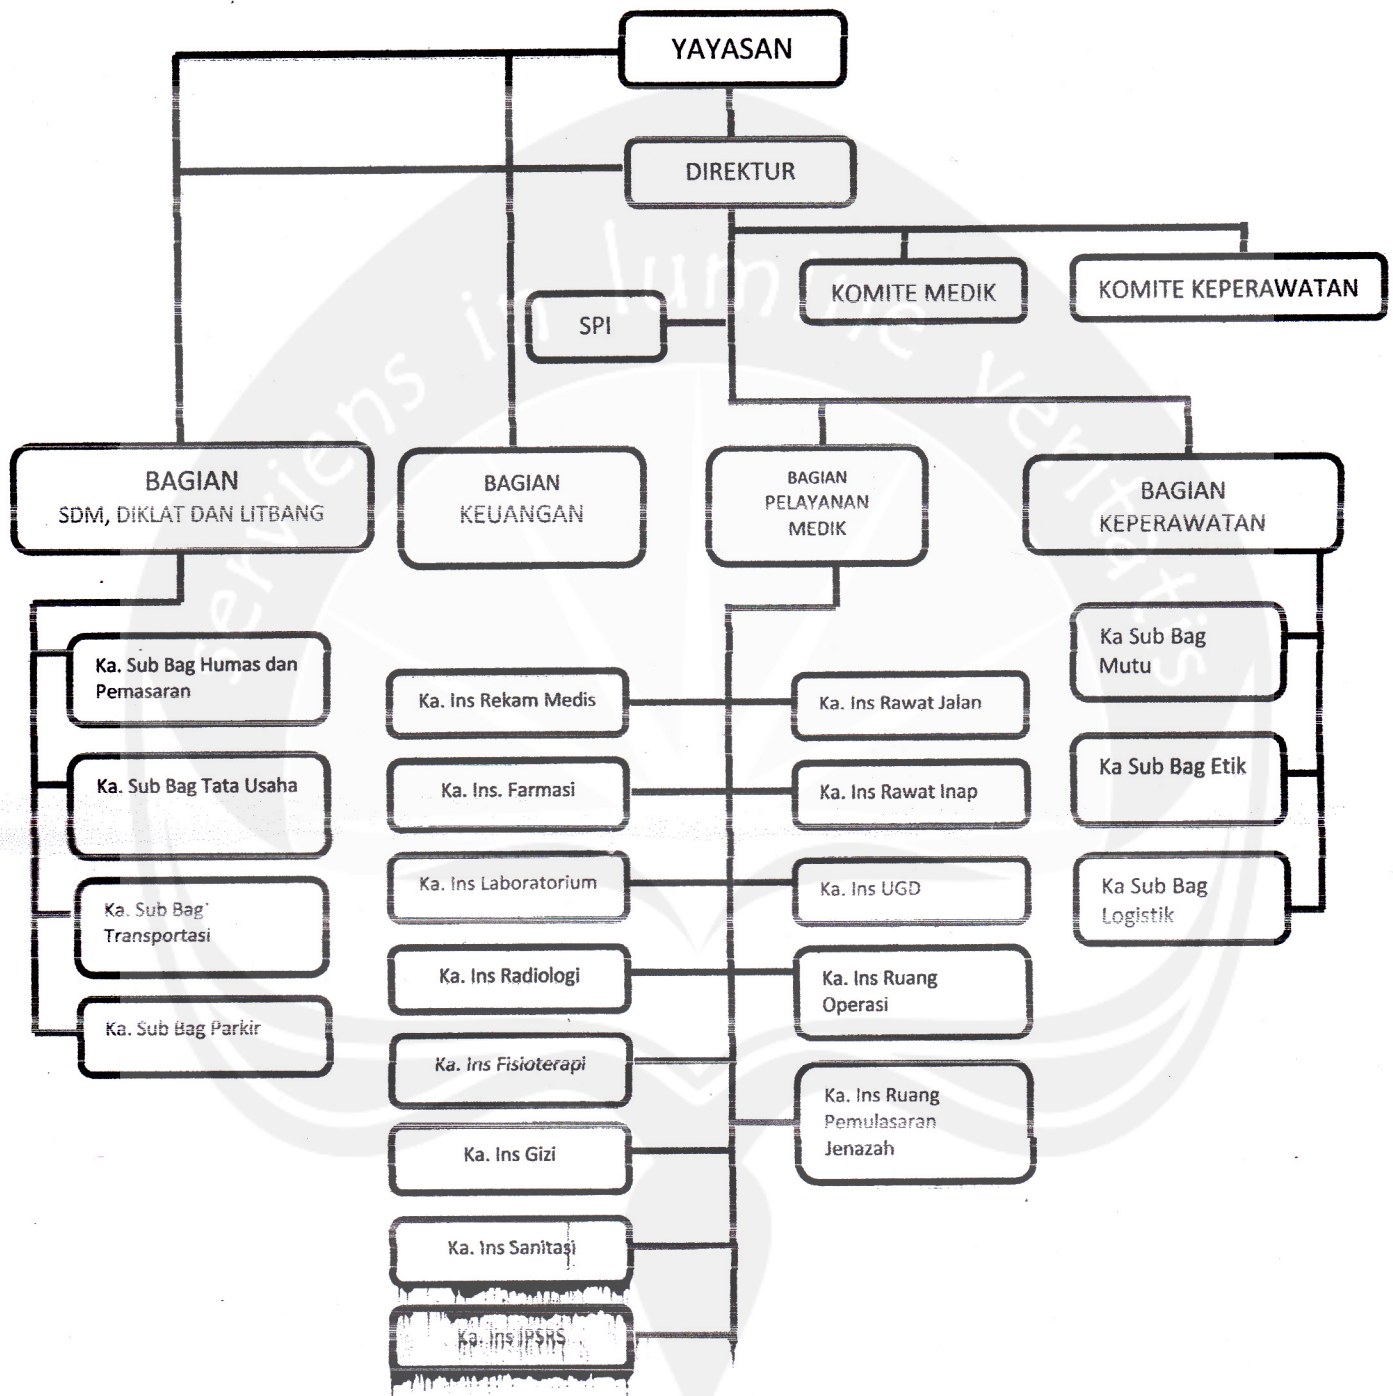 YAYASAN
DIREKTUR
KOMITE MEDIK
KOMITE KEPERAWATAN
SPI
serviens in lumine veritatis
BAGIAN
SDM, DIKLAT DAN LITBANG
BAGIAN
KEUANGAN
BAGIAN
PELAYANAN
MEDIK
BAGIAN
KEPERAWATAN
Ka. Sub Bag Humas dan
Pemasaran
Ka. Sub Bag Tata Usaha
Ka. Sub Bag
Transportasi
Ka. Sub Bag Parkir
Ka. Ins Rekam Medis
Ka. Ins. Farmasi
Ka. Ins Laboratorium
Ka. Ins Radiologi
Ka. Ins Fisioterapi
Ka. Ins Gizi
Ka. Ins Sanitasi
Ka. Ins IPSRS
Ka. Ins Rawat Jalan
Ka. Ins Rawat Inap
Ka. Ins UGD
Ka. Ins Ruang
Operasi
Ka. Ins Ruang
Pemulasaran
Jenazah
Ka Sub Bag
Mutu
Ka Sub Bag Etik
Ka Sub Bag
Logistik